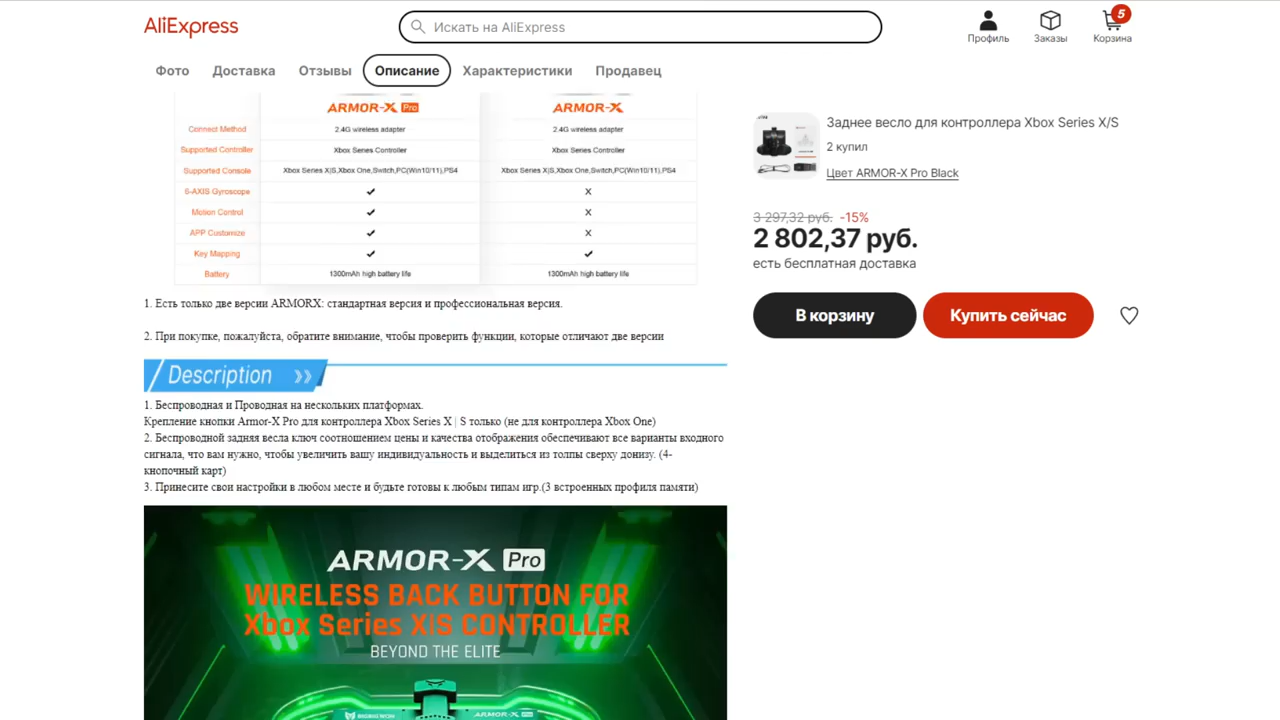 AliExpress
Искать на AliExpress
5
Профиль
Заказы
Корзина
Фото
Доставка
Отзывы
Описание
Характеристики
Продавец
ARMOR-X Pro
ARMOR-X
Connect Method 2.4G wireless adapter 2.4G wireless adapter
Supported Controller Xbox Series Controller Xbox Series Controller
Supported Console Xbox Series X|S,Xbox One,Switch,PC(Win10/11),PS4 Xbox Series X|S,Xbox One,Switch,PC(Win10/11),PS4
6-AXIS Gyroscope ✓ X
Motion Control ✓ X
APP Customize ✓ X
Key Mapping ✓ ✓
Battery 1300mAh high battery life 1300mAh high battery life
1. Есть только две версии ARMORX: стандартная версия и профессиональная версия.
2. При покупке, пожалуйста, обратите внимание, чтобы проверить функции, которые отличают две версии
Description »
1. Беспроводная и Проводная на нескольких платформах.
Крепление кнопки Armor-X Pro для контроллера Xbox Series X | S только (не для контроллера Xbox One)
2. Беспроводной задняя весла ключ соотношением цены и качества отображения обеспечивают все варианты входного
сигнала, что вам нужно, чтобы увеличить вашу индивидуальность и выделиться из толпы сверху донизу. (4-
кнопочный карт)
3. Принесите свои настройки в любом месте и будьте готовы к любым типам игр.(3 встроенных профиля памяти)
ARMOR-X Pro
WIRELESS BACK BUTTON FOR
Xbox Series X|S CONTROLLER
BEYOND THE ELITE
ARMOR-X Pro
Заднее весло для контроллера Xbox Series X/S
2 купил
Цвет ARMOR-X Pro Black
3 297,32 руб. -15%
2 802,37 руб.
есть бесплатная доставка
В корзину
Купить сейчас